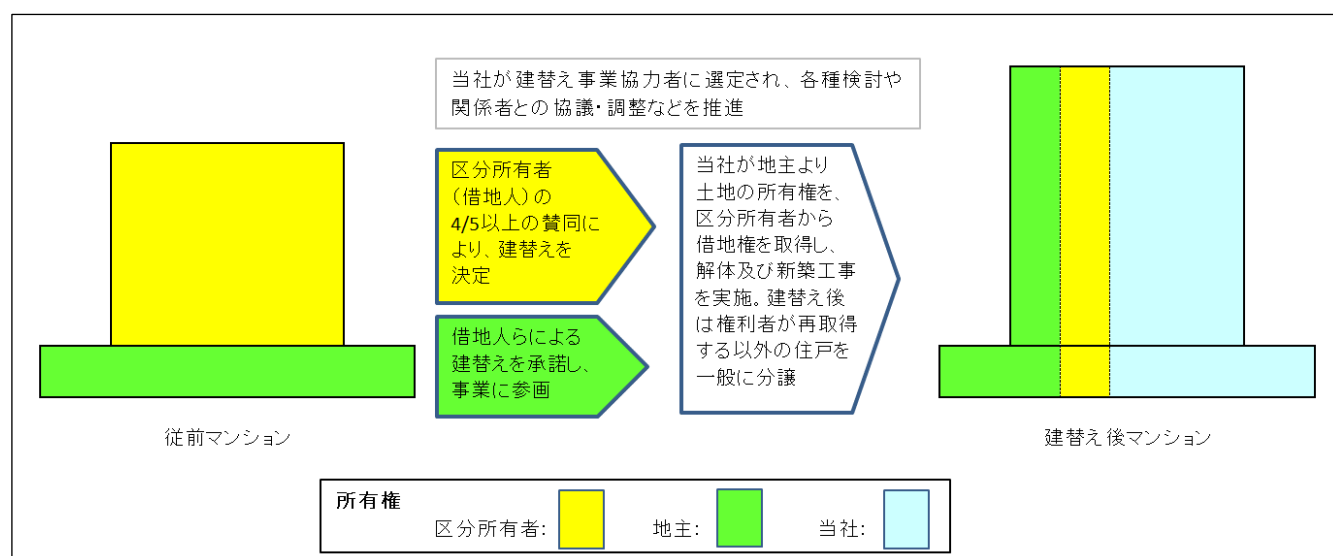 当社が建替え事業協力者に選定され、各種検討や
関係者との協議・調整などを推進
区分所有者
（借地人）の
4/5以上の賛同に
より、建替えを
決定
借地人らによる
建替えを承諾し、
事業に参画
当社が地主より
土地の所有権を、
区分所有者から
借地権を取得し、
解体及び新築工事
を実施。建替え後
は権利者が再取得
する以外の住戸を
一般に分譲
従前マンション
建替え後マンション
所有権
区分所有者： 地主： 当社：